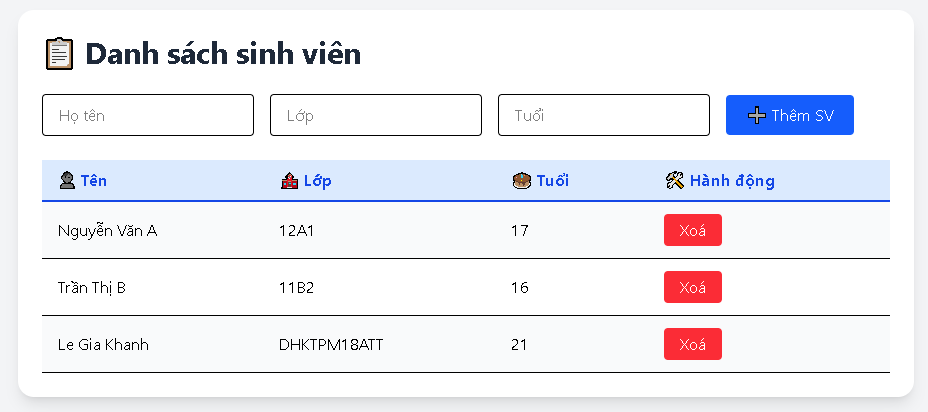 📋 Danh sách sinh viên
Họ tên Lớp Tuổi ➕ Thêm SV
👤 Tên 🏫 Lớp 🎂 Tuổi 🛠 Hành động
Nguyễn Văn A 12A1 17 Xoá
Trần Thị B 11B2 16 Xoá
Le Gia Khanh DHKTPM18ATT 21 Xoá